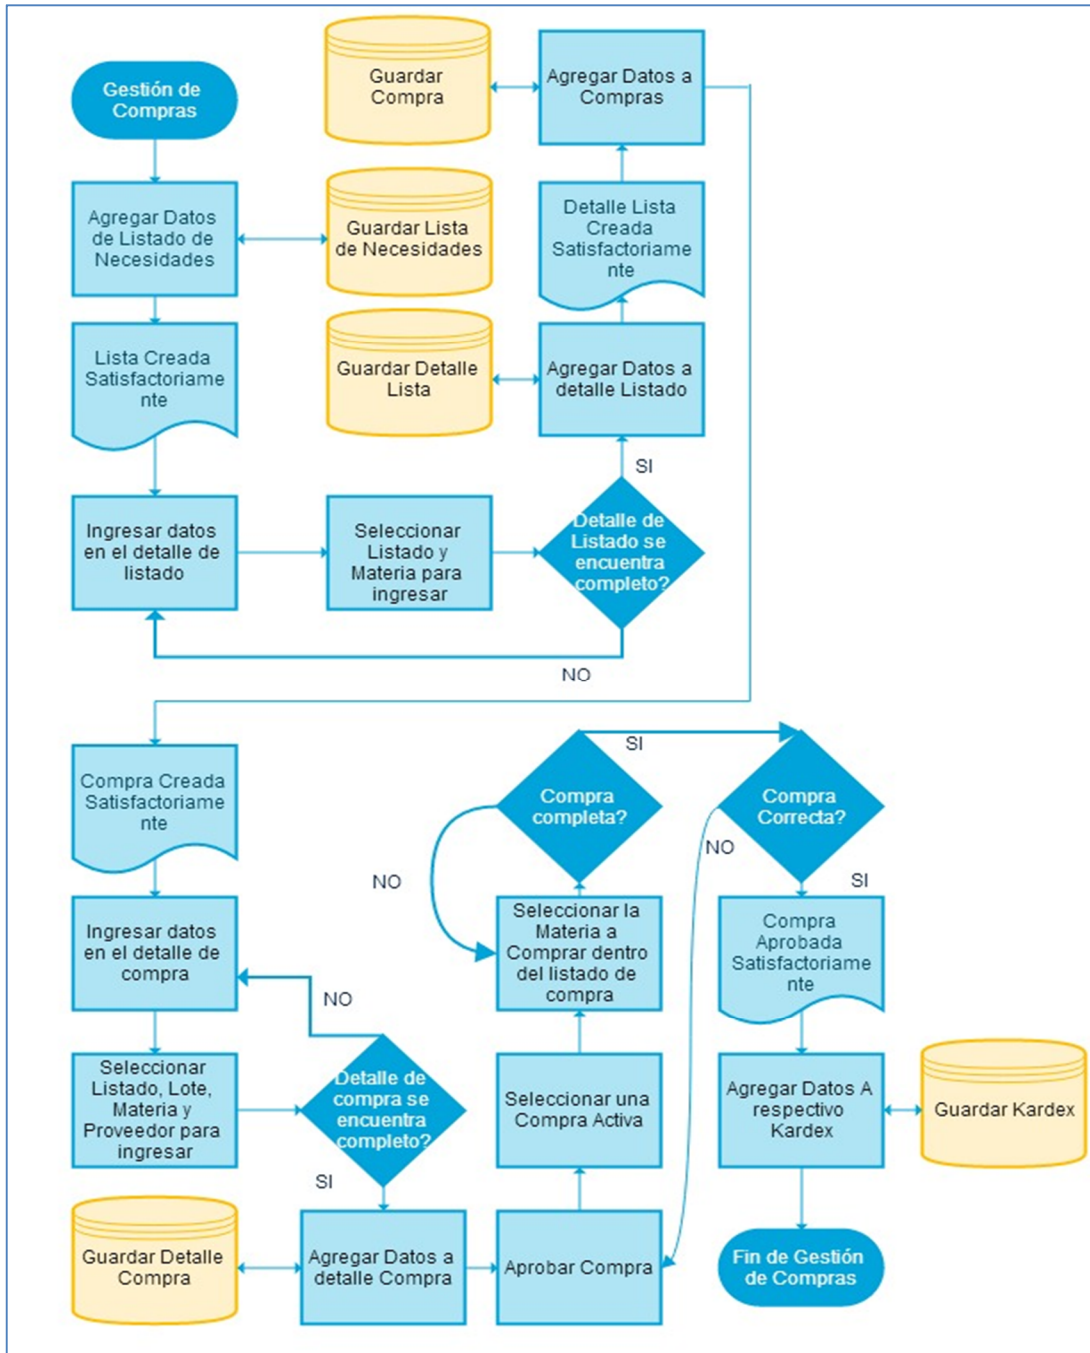 Gestión de
Compras
Agregar Datos
de Listado de
Necesidades
Guardar Lista
de Necesidades
Lista Creada
Satisfactoriame
nte
Ingresar datos
en el detalle de
listado
Seleccionar
Listado y
Materia para
ingresar
Detalle de
Listado se
encuentra
completo?
NO
SI
Agregar Datos a
detalle Listado
Guardar Detalle
Lista
Detalle Lista
Creada
Satisfactoriame
nte
Agregar Datos a
Compras
Guardar
Compra
Compra Creada
Satisfactoriame
nte
Ingresar datos
en el detalle de
compra
Seleccionar
Listado, Lote,
Materia y
Proveedor para
ingresar
Detalle de
compra se
encuentra
completo?
NO
SI
Agregar Datos a
detalle Compra
Guardar Detalle
Compra
Aprobar Compra
Seleccionar una
Compra Activa
Seleccionar la
Materia a
Comprar dentro
del listado de
compra
Compra
completa?
NO
SI
Compra
Correcta?
NO
SI
Compra
Aprobada
Satisfactoriame
nte
Agregar Datos A
respectivo
Kardex
Guardar Kardex
Fin de Gestión
de Compras